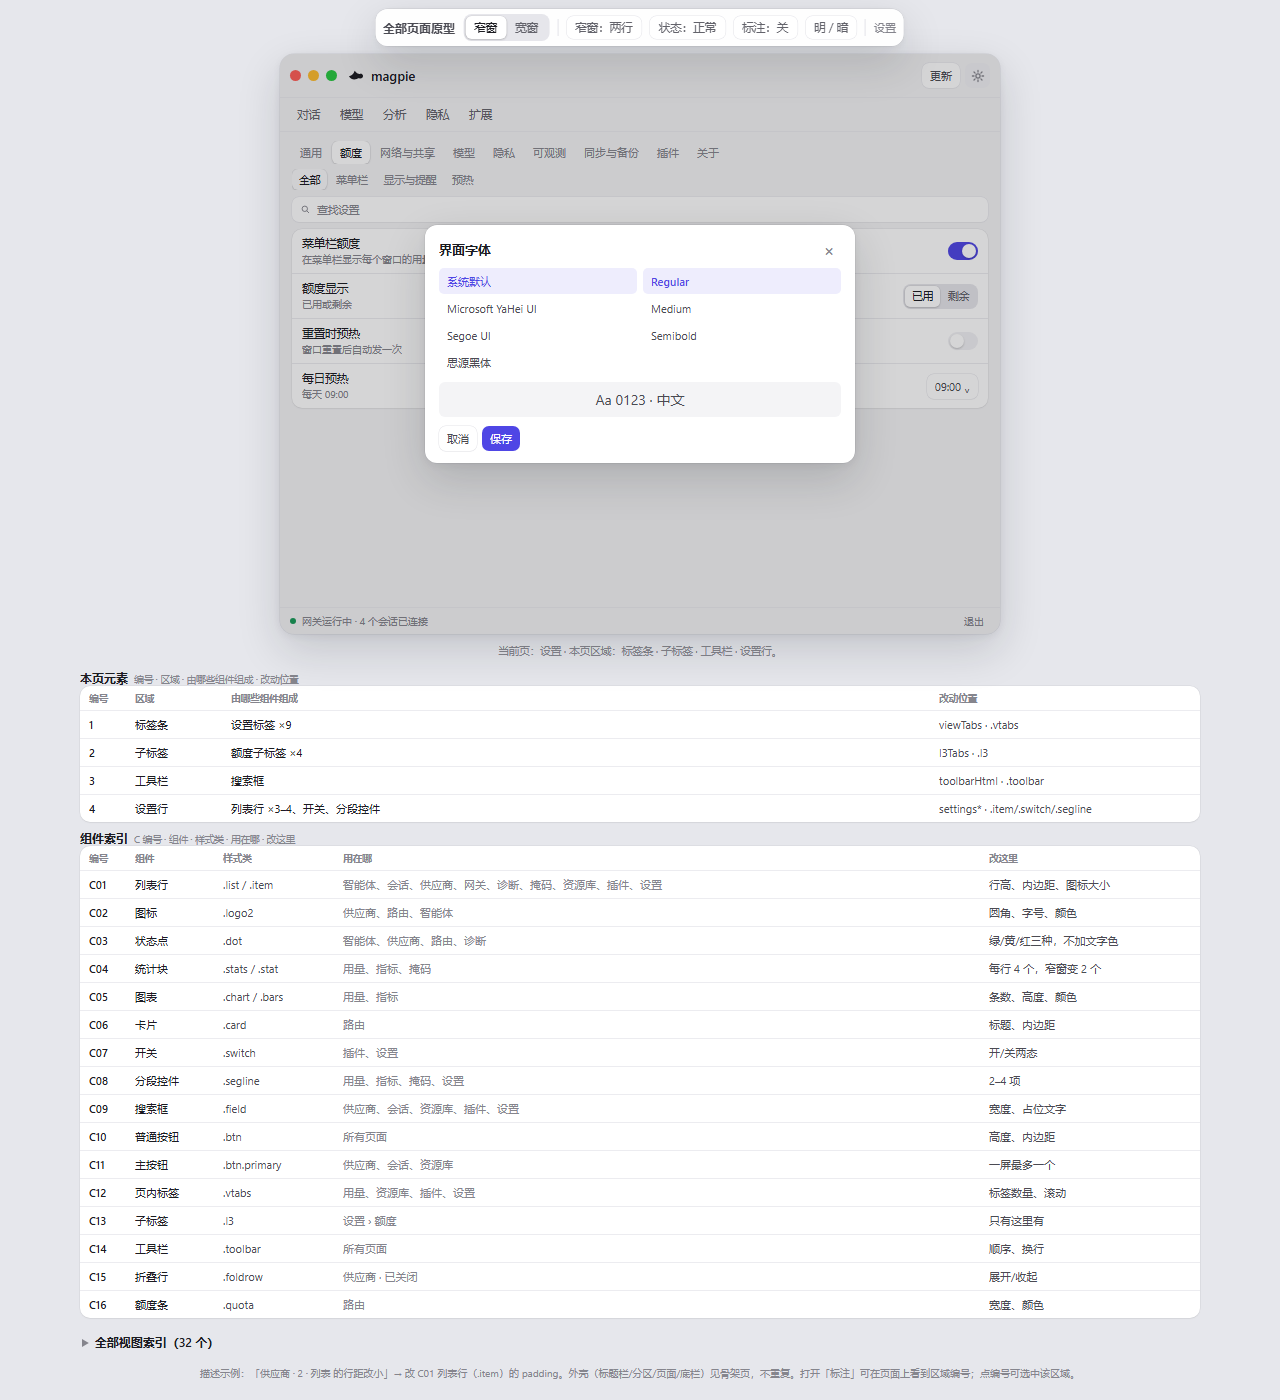 全部页面原型 窄窗 宽窗 窄窗：两行 状态：正常 标注：关 明 / 暗 设置
magpie 更新
对话 模型 分析 隐私 扩展
通用 额度 网络与共享 模型 隐私 可观测 同步与备份 插件 关于
全部 菜单栏 显示与提醒 预热
查找设置
菜单栏额度
在菜单栏显示每个窗口的用
额度显示
已用或剩余
已用 剩余
重置时预热
窗口重置后自动发一次
每日预热
每天 09:00
09:00
界面字体 ×
系统默认 Regular
Microsoft YaHei UI Medium
Segoe UI Semibold
思源黑体
Aa 0123 · 中文
取消 保存
网关运行中 · 4 个会话已连接 退出
当前页：设置 · 本页区域：标签条 · 子标签 · 工具栏 · 设置行。
本页元素 编号 · 区域 · 由哪些组件组成 · 改动位置
编号 区域 由哪些组件组成 改动位置
1 标签条 设置标签 ×9 viewTabs · .vtabs
2 子标签 额度子标签 ×4 l3Tabs · .l3
3 工具栏 搜索框 toolbarHtml · .toolbar
4 设置行 列表行 ×3–4、开关、分段控件 settings* · .item/.switch/.segline
组件索引 C 编号 · 组件 · 样式类 · 用在哪 · 改这里
编号 组件 样式类 用在哪 改这里
C01 列表行 .list / .item 智能体、会话、供应商、网关、诊断、掩码、资源库、插件、设置 行高、内边距、图标大小
C02 图标 .logo2 供应商、路由、智能体 圆角、字号、颜色
C03 状态点 .dot 智能体、供应商、路由、诊断 绿/黄/红三种，不加文字色
C04 统计块 .stats / .stat 用量、指标、掩码 每行 4 个，窄窗变 2 个
C05 图表 .chart / .bars 用量、指标 条数、高度、颜色
C06 卡片 .card 路由 标题、内边距
C07 开关 .switch 插件、设置 开/关两态
C08 分段控件 .segline 用量、指标、掩码、设置 2–4 项
C09 搜索框 .field 供应商、会话、资源库、插件、设置 宽度、占位文字
C10 普通按钮 .btn 所有页面 高度、内边距
C11 主按钮 .btn.primary 供应商、会话、资源库 一屏最多一个
C12 页内标签 .vtabs 用量、资源库、插件、设置 标签数量、滚动
C13 子标签 .l3 设置 › 额度 只有这里有
C14 工具栏 .toolbar 所有页面 顺序、换行
C15 折叠行 .foldrow 供应商 · 已关闭 展开/收起
C16 额度条 .quota 路由 宽度、颜色
全部视图索引（32 个）
描述示例：「供应商 · 2 · 列表 的行距改小」→ 改 C01 列表行（.item）的 padding。外壳（标题栏/分区/页面/底栏）见骨架页，不重复。打开「标注」可在页面上看到区域编号；点编号可选中该区域。